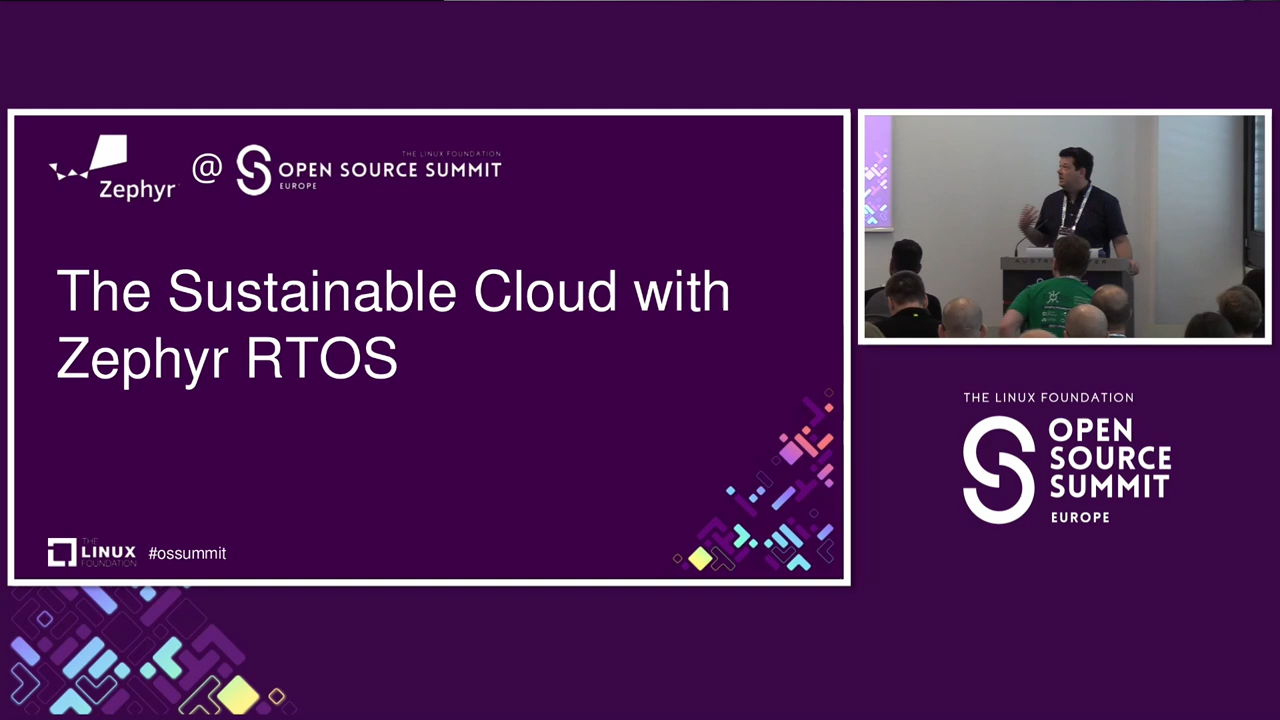 Zephyr
@
THE LINUX FOUNDATION
OPEN SOURCE SUMMIT
EUROPE
The Sustainable Cloud with
Zephyr RTOS
THE
LINUX
FOUNDATION
#ossummit
THE LINUX FOUNDATION
OPEN
SOURCE
SUMMIT
EUROPE